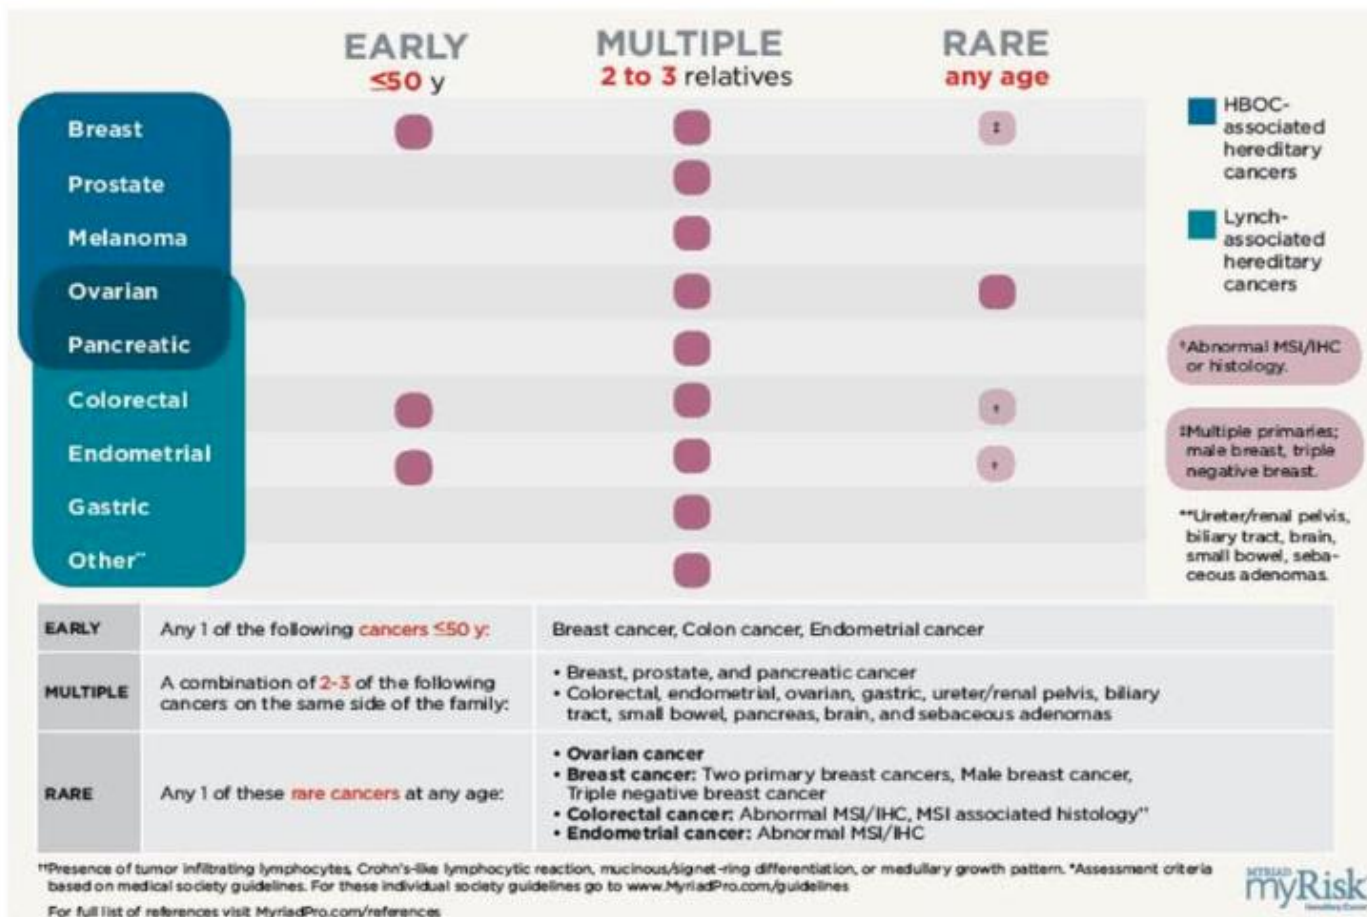 EARLY
≤50 y
MULTIPLE
2 to 3 relatives
RARE
any age
Breast
‡
Prostate
Melanoma
Ovarian
Pancreatic
Colorectal
†
Endometrial
†
Gastric
Other**
HBOC-
associated
hereditary
cancers
Lynch-
associated
hereditary
cancers
†Abnormal MSI/IHC
or histology.
‡Multiple primaries;
male breast, triple
negative breast.
**Ureter/renal pelvis,
biliary tract, brain,
small bowel, seba-
ceous adenomas.
EARLY
Any 1 of the following cancers ≤50 y:
Breast cancer, Colon cancer, Endometrial cancer
MULTIPLE
A combination of 2-3 of the following
cancers on the same side of the family:
• Breast, prostate, and pancreatic cancer
• Colorectal, endometrial, ovarian, gastric, ureter/renal pelvis, biliary
tract, small bowel, pancreas, brain, and sebaceous adenomas
RARE
Any 1 of these rare cancers at any age:
• Ovarian cancer
• Breast cancer: Two primary breast cancers, Male breast cancer,
Triple negative breast cancer
• Colorectal cancer: Abnormal MSI/IHC, MSI associated histology††
• Endometrial cancer: Abnormal MSI/IHC
††Presence of tumor infiltrating lymphocytes, Crohn's-like lymphocytic reaction, mucinous/signet-ring differentiation, or medullary growth pattern. *Assessment criteria
based on medical society guidelines. For these individual society guidelines go to www.MyriadPro.com/guidelines
For full list of references visit MyriadPro.com/references
MYRIAD
myRisk
Hereditary Cancer